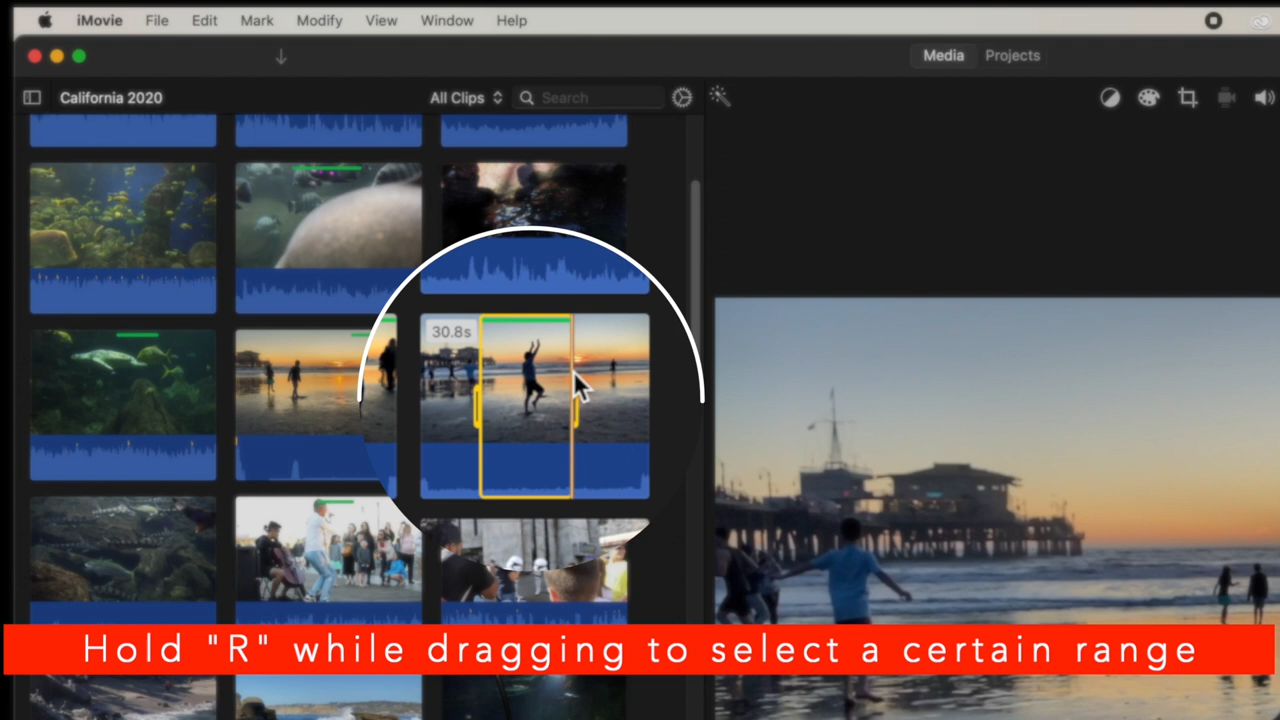 iMovie File Edit Mark Modify View Window Help
Media Projects
California 2020 All Clips Search
30.8s
Hold "R" while dragging to select a certain range